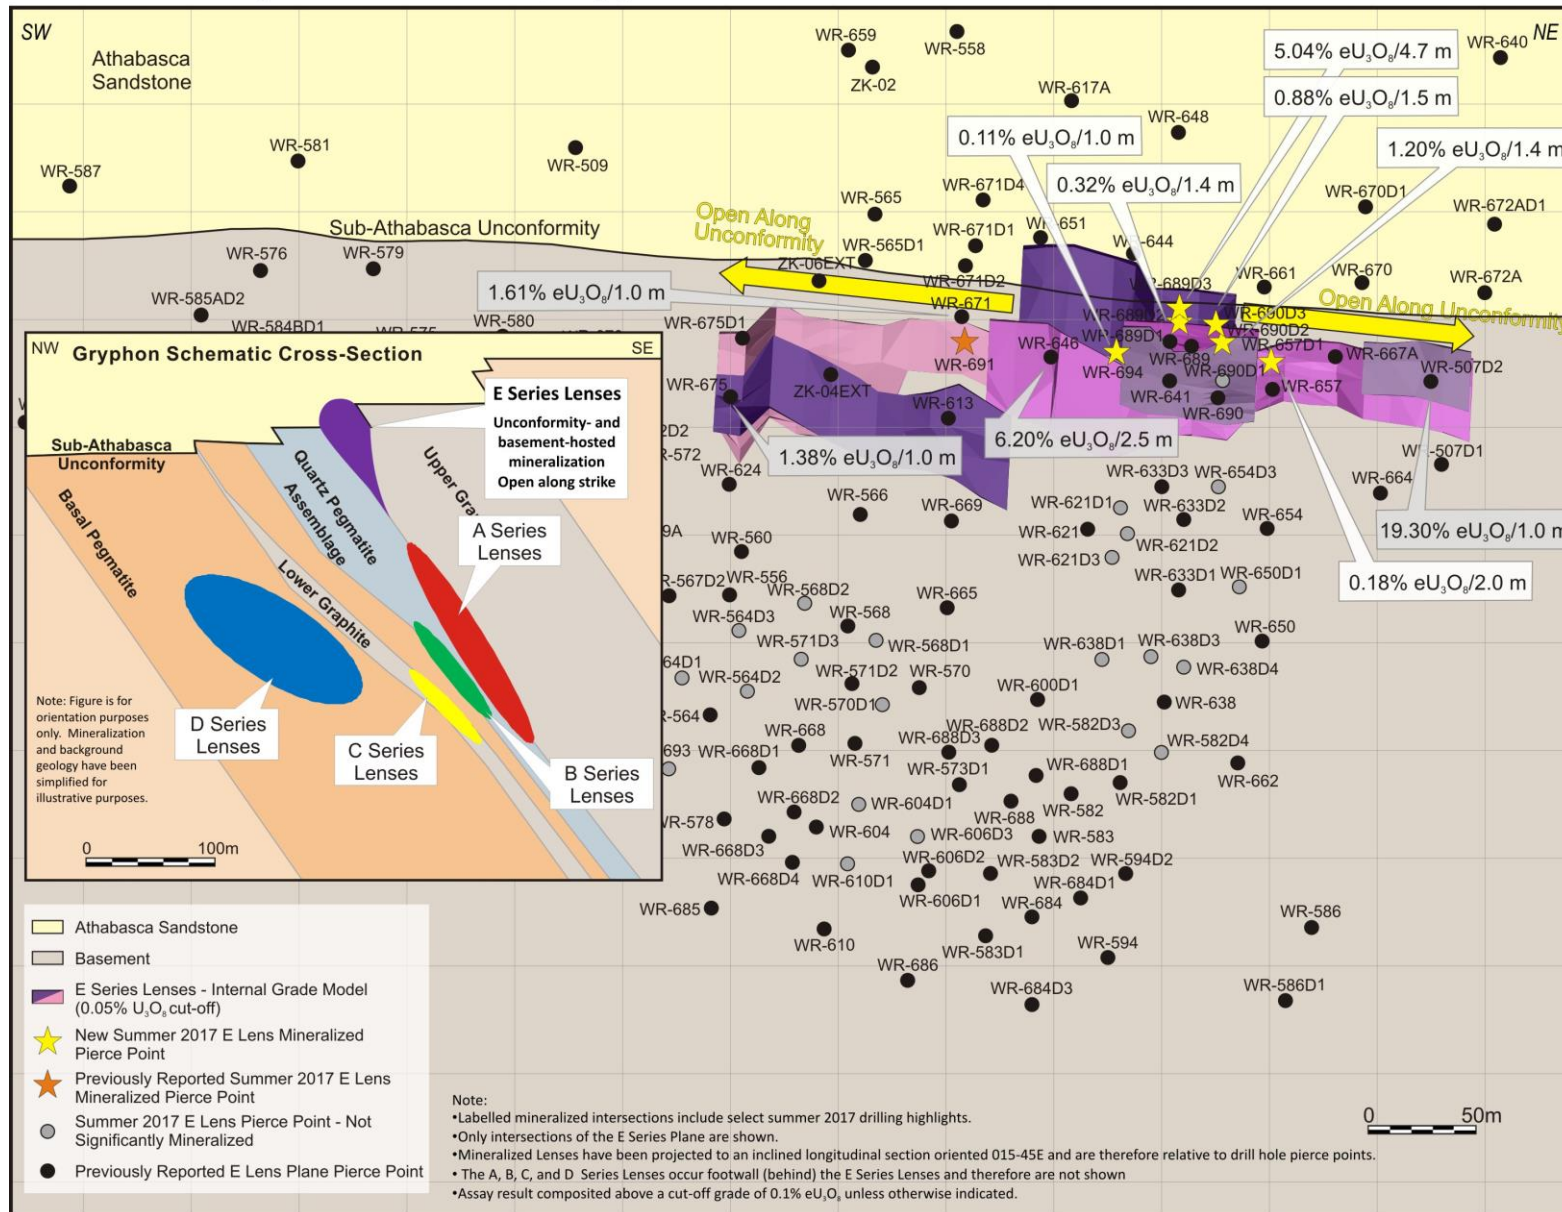 SW
NE
Athabasca
Sandstone
WR-659
ZK-02
WR-558
WR-640
5.04% eU₃O₈/4.7 m
0.88% eU₃O₈/1.5 m
WR-617A
WR-648
0.11% eU₃O₈/1.0 m
1.20% eU₃O₈/1.4 m
WR-581
WR-509
WR-587
0.32% eU₃O₈/1.4 m
WR-565
WR-671D4
WR-670D1
WR-672AD1
Open Along
Unconformity
WR-651
Sub-Athabasca Unconformity
WR-671D1
WR-644
WR-565D1
WR-576
WR-579
ZK-06EXT
WR-671D2
WR-689D3
WR-661
WR-670
WR-672A
1.61% eU₃O₈/1.0 m
Open Along Unconformity
WR-585AD2
WR-671
WR-689D2
WR-690D3
WR-584BD1
WR-580
WR-675D1
WR-689D1
WR-690D2
WR-657D1
WR-667A
WR-691
WR-646
WR-694
WR-689
WR-690D1
WR-507D2
WR-675
ZK-04EXT
WR-641
WR-657
WR-690
WR-613
6.20% eU₃O₈/2.5 m
1.38% eU₃O₈/1.0 m
WR-507D1
WR-624
WR-633D3
WR-654D3
WR-664
WR-566
WR-669
WR-621D1
WR-633D2
WR-621
WR-654
19.30% eU₃O₈/1.0 m
WR-621D2
WR-560
WR-621D3
WR-556
WR-633D1
WR-650D1
0.18% eU₃O₈/2.0 m
WR-568D2
WR-665
WR-564D3
WR-568
WR-571D3
WR-568D1
WR-638D1
WR-638D3
WR-650
WR-564D2
WR-571D2
WR-570
WR-638D4
WR-570D1
WR-600D1
WR-638
WR-668
WR-688D2
WR-582D3
WR-668D1
WR-688D3
WR-582D4
WR-571
WR-573D1
WR-688D1
WR-662
WR-668D2
WR-604D1
WR-688
WR-582
WR-582D1
WR-604
WR-606D3
WR-583
WR-668D3
WR-606D2
WR-583D2
WR-594D2
WR-668D4
WR-610D1
WR-606D1
WR-684D1
WR-685
WR-684
WR-586
WR-610
WR-583D1
WR-594
WR-686
WR-684D3
WR-586D1
NW
Gryphon Schematic Cross-Section
SE
E Series Lenses
Unconformity- and
basement-hosted
mineralization
Open along strike
Sub-Athabasca
Unconformity
Quartz Pegmatite
Assemblage
Basal Pegmatite
Lower Graphite
A Series
Lenses
D Series
Lenses
C Series
Lenses
B Series
Lenses
Note: Figure is for
orientation purposes
only. Mineralization
and background
geology have been
simplified for
illustrative purposes.
0 100m
Athabasca Sandstone
Basement
E Series Lenses - Internal Grade Model
(0.05% U₃O₈ cut-off)
New Summer 2017 E Lens Mineralized
Pierce Point
Previously Reported Summer 2017 E Lens
Mineralized Pierce Point
Summer 2017 E Lens Pierce Point - Not
Significantly Mineralized
Previously Reported E Lens Plane Pierce Point
Note:
•Labelled mineralized intersections include select summer 2017 drilling highlights.
•Only intersections of the E Series Plane are shown.
•Mineralized Lenses have been projected to an inclined longitudinal section oriented 015-45E and are therefore relative to drill hole pierce points.
• The A, B, C, and D Series Lenses occur footwall (behind) the E Series Lenses and therefore are not shown
•Assay result composited above a cut-off grade of 0.1% eU₃O₈ unless otherwise indicated.
0 50m